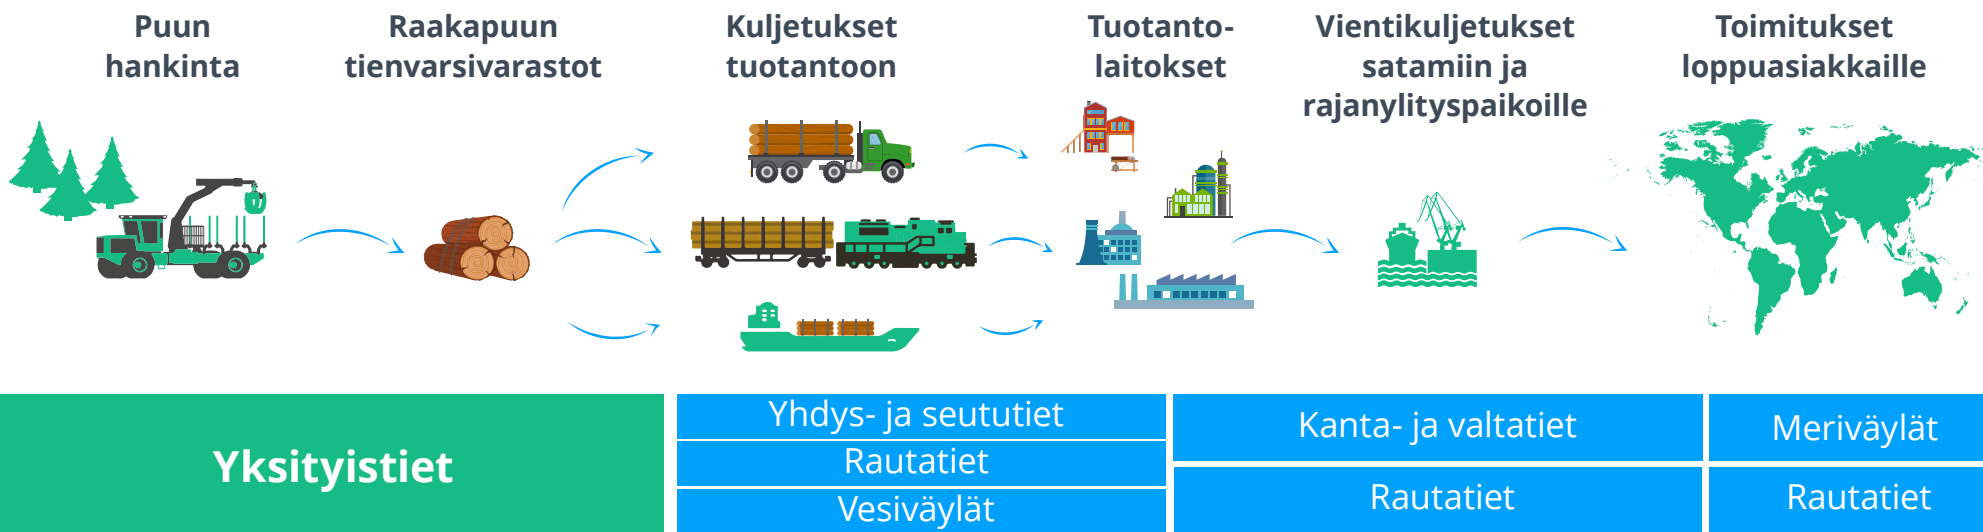 Puun
hankinta
Raakapuun
tienvarsivarastot
Kuljetukset
tuotantoon
Tuotanto-
laitokset
Vientikuljetukset
satamiin ja
rajanylityspaikoille
Toimitukset
loppuasiakkaille
Yksityistiet
Yhdys- ja seututiet
Rautatiet
Vesiväylät
Kanta- ja valtatiet
Rautatiet
Meriväylät
Rautatiet